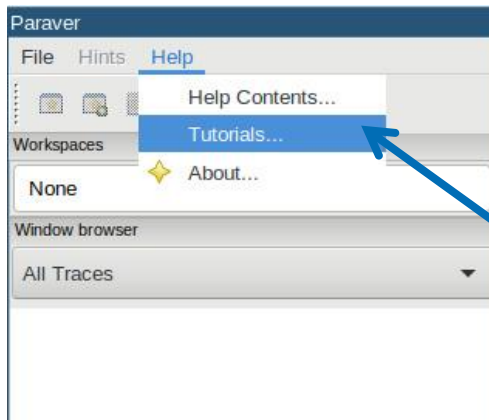 Paraver
File Hints Help
Help Contents...
Tutorials...
Workspaces
About...
None
Window browser
All Traces